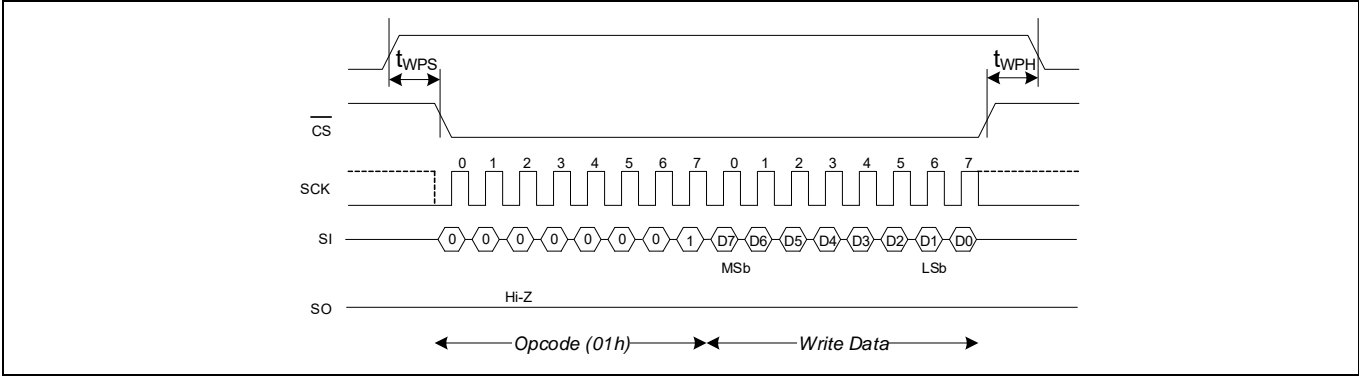 tWPS
tWPH
CS
0 1 2 3 4 5 6 7 0 1 2 3 4 5 6 7
SCK
SI 0 0 0 0 0 0 0 1 D7 D6 D5 D4 D3 D2 D1 D0
MSb LSb
Hi-Z
SO
Opcode (01h) Write Data